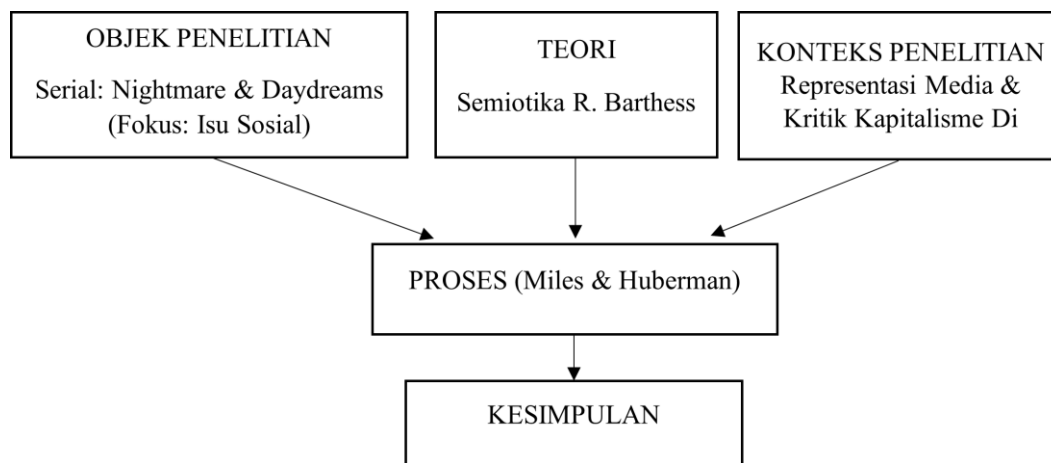 OBJEK PENELITIAN
Serial: Nightmare & Daydreams
(Fokus: Isu Sosial)
TEORI
Semiotika R. Barthess
KONTEKS PENELITIAN
Representasi Media &
Kritik Kapitalisme Di
PROSES (Miles & Huberman)
KESIMPULAN